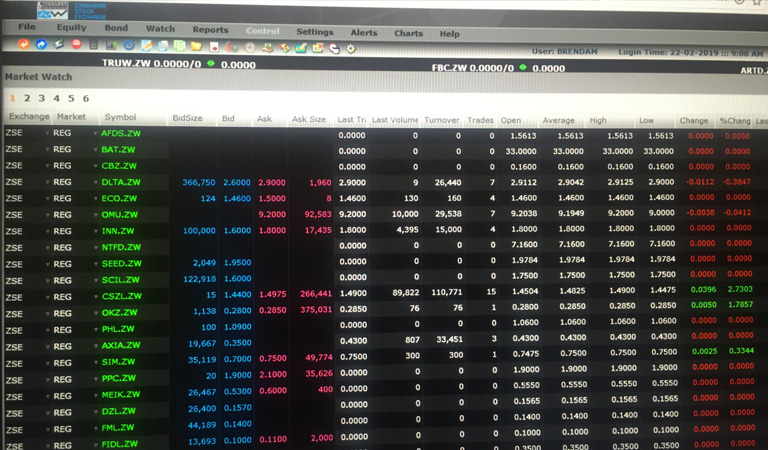 ZIMBABWE
STOCK
EXCHANGE
File Equity Bond Watch Reports Control Settings Alerts Charts Help
User: BRENDAM Login Time: 22-02-2019 9:08 AM
TRUW.ZW 0.0000/0 0.0000 FBC.ZW 0.0000/0 0.0000 ARTD.
Market Watch
1 2 3 4 5 6
Exchange Market Symbol BidSize Bid Ask Ask Size Last Tr Last Volume Turnover Trades Open Average High Low Change %Chang Las
ZSE REG AFDS.ZW 0.0000 0 0 0 1.5613 1.5613 1.5613 1.5613 0.0000 0.0000
ZSE REG BAT.ZW 0.0000 0 0 0 33.0000 33.0000 33.0000 33.0000 0.0000 0.0000
ZSE REG CBZ.ZW 0.0000 0 0 0 0.1600 0.1600 0.1600 0.1600 0.0000 0.0000
ZSE REG DLTA.ZW 366,750 2.6000 2.9000 1,960 2.9000 9 26,440 7 2.9112 2.9042 2.9125 2.9000 -0.0112 -0.3847
ZSE REG ECO.ZW 124 1.4600 1.5000 8 1.4600 130 160 4 1.4600 1.4600 1.4600 1.4600 0.0000 0.0000
ZSE REG OMU.ZW 9.2000 92,583 9.2000 10,000 29,538 7 9.2038 9.1949 9.2000 9.0000 -0.0038 -0.0412
ZSE REG INN.ZW 100,000 1.6000 1.8000 17,435 1.8000 4,395 15,000 4 1.8000 1.8000 1.8000 1.8000 0.0000 0.0000
ZSE REG NTFD.ZW 0.0000 0 0 0 7.1600 7.1600 7.1600 7.1600 0.0000 0.0000
ZSE REG SEED.ZW 2,049 1.9500 0.0000 0 0 0 1.9784 1.9784 1.9784 1.9784 0.0000 0.0000
ZSE REG SCIL.ZW 122,918 1.6000 0.0000 0 0 0 1.7500 1.7500 1.7500 1.7500 0.0000 0.0000
ZSE REG CSZL.ZW 15 1.4400 1.4975 266,441 1.4900 89,822 110,771 15 1.4504 1.4825 1.4900 1.4475 0.0396 2.7303
ZSE REG OKZ.ZW 1,138 0.2800 0.2850 375,031 0.2850 76 76 1 0.2800 0.2850 0.2850 0.2850 0.0050 1.7857
ZSE REG PHL.ZW 100 1.0900 0.0000 0 0 0 1.0600 1.0600 1.0600 1.0600 0.0000 0.0000
ZSE REG AXIA.ZW 19,667 0.3500 0.4300 807 33,451 3 0.4300 0.4300 0.4300 0.4300 0.0000 0.0000
ZSE REG SIM.ZW 35,119 0.7000 0.7500 49,774 0.7500 300 300 1 0.7475 0.7500 0.7500 0.7500 0.0025 0.3344
ZSE REG PPC.ZW 20 1.9000 2.1000 35,626 0.0000 0 0 0 1.9000 1.9000 1.9000 1.9000 0.0000 0.0000
ZSE REG MEIK.ZW 26,467 0.5300 0.6000 400 0.0000 0 0 0 0.5550 0.5550 0.5550 0.5550 0.0000 0.0000
ZSE REG DZL.ZW 26,400 0.1570 0.0000 0 0 0 0.1565 0.1565 0.1565 0.1565 0.0000 0.0000
ZSE REG FML.ZW 44,189 0.1400 0.0000 0 0 0 0.1400 0.1400 0.1400 0.1400 0.0000 0.0000
ZSE REG FIDL.ZW 13,693 0.1000 0.1100 2,000 0.0000 0 0 0 0.1000 0.1000 0.1000 0.1000 0.0000 0.0000
0 0.3500 0.3500 0.3500 0.3500 0.0000 0.0000